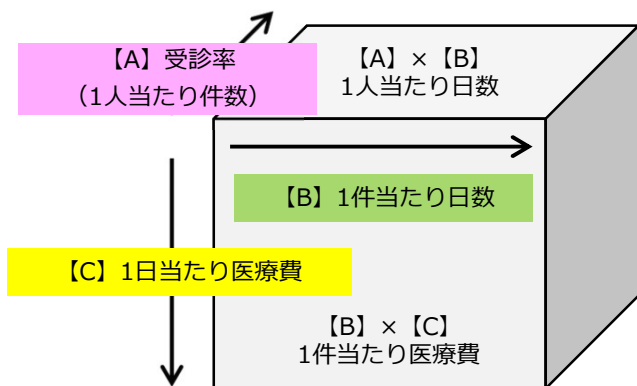 【A】受診率
（1人当たり件数）
【A】×【B】
1人当たり日数
【B】1件当たり日数
【C】1日当たり医療費
【B】×【C】
1件当たり医療費